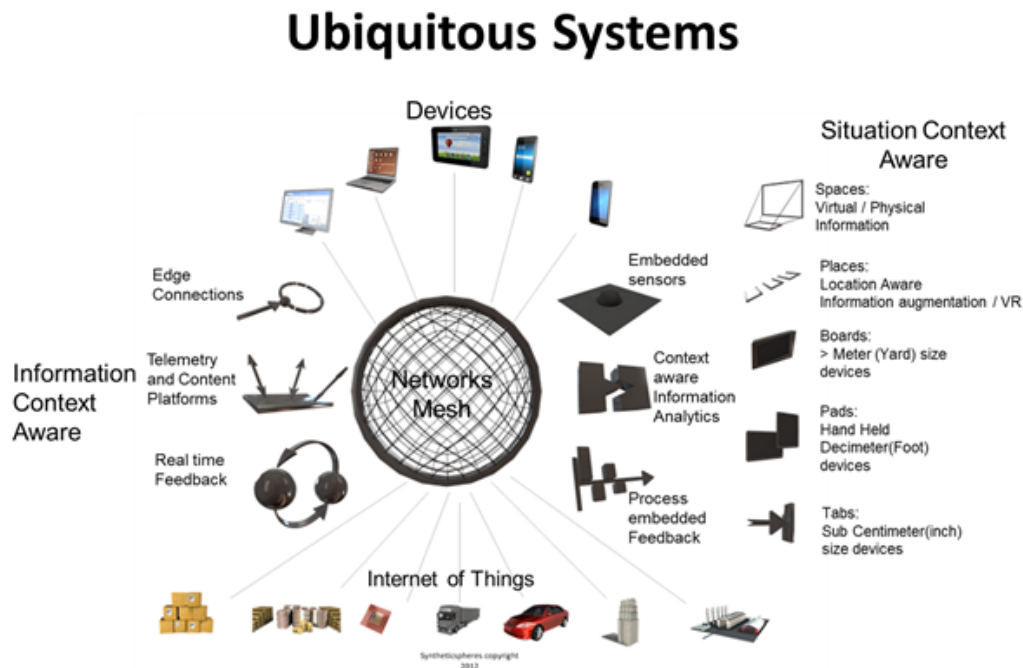 Ubiquitous Systems
Devices
Situation Context
Aware
Spaces:
Virtual / Physical
Information
Places:
Location Aware
Information augmentation / VR
Boards:
> Meter (Yard) size
devices
Pads:
Hand Held
Decimeter(Foot)
devices
Tabs:
Sub Centimeter(inch)
size devices
Embedded
sensors
Context
aware
Information
Analytics
Process
embedded
Feedback
Networks
Mesh
Edge
Connections
Telemetry
and Content
Platforms
Real time
Feedback
Information
Context
Aware
Internet of Things
Syntheticspheres copyright
2012